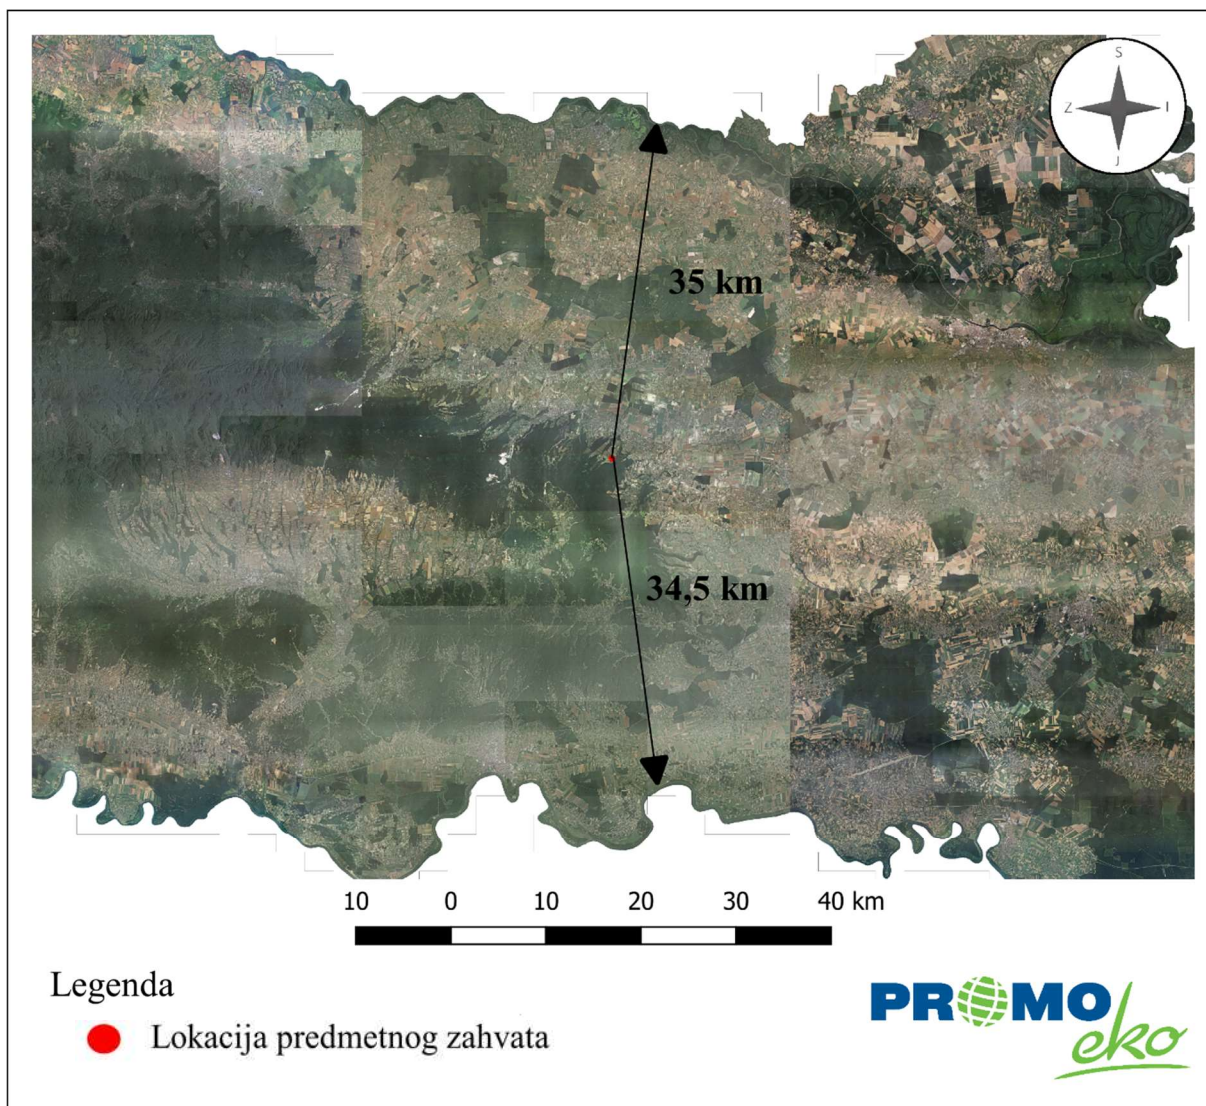 S
Z I
J
35 km
34,5 km
10 0 10 20 30 40 km
Legenda
Lokacija predmetnog zahvata
PROMO
eko